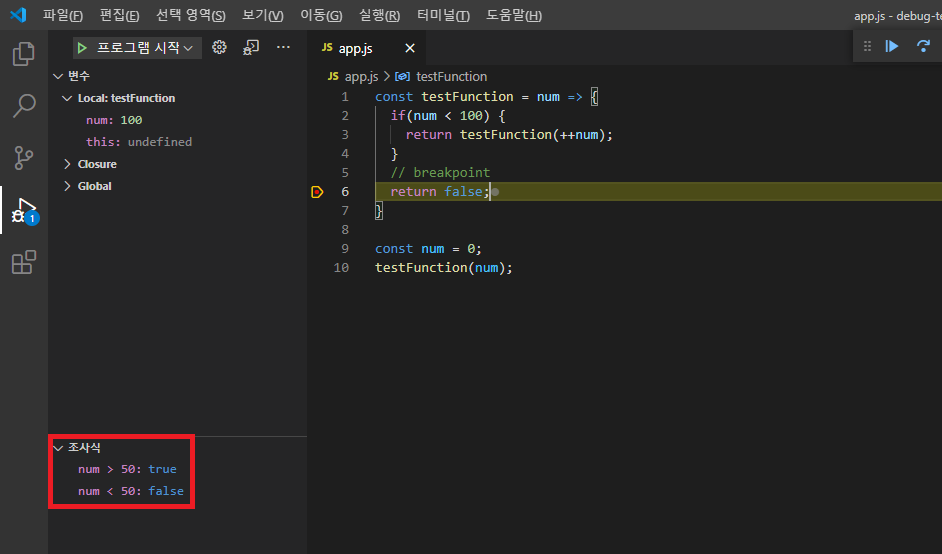 파일(F) 편집(E) 선택 영역(S) 보기(V) 이동(G) 실행(R) 터미널(T) 도움말(H) app.js - debug-te
프로그램 시작 ···
JS app.js ×
변수
Local: testFunction
num: 100
this: undefined
Closure
Global
1
조사식
num > 50: true
num < 50: false
JS app.js > testFunction
1 const testFunction = num => {
2 if(num < 100) {
3 return testFunction(++num);
4 }
5 // breakpoint
6 return false;
7 }
8
9 const num = 0;
10 testFunction(num);